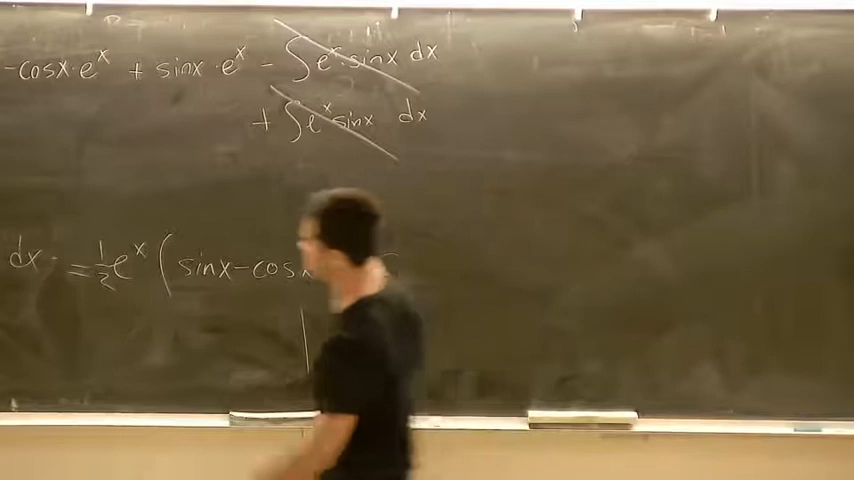 -cosx·e^x + sinx·e^x - ∫e^x sinx dx
+ ∫e^x sinx dx
dx = 1/2 e^x (sinx-cosx